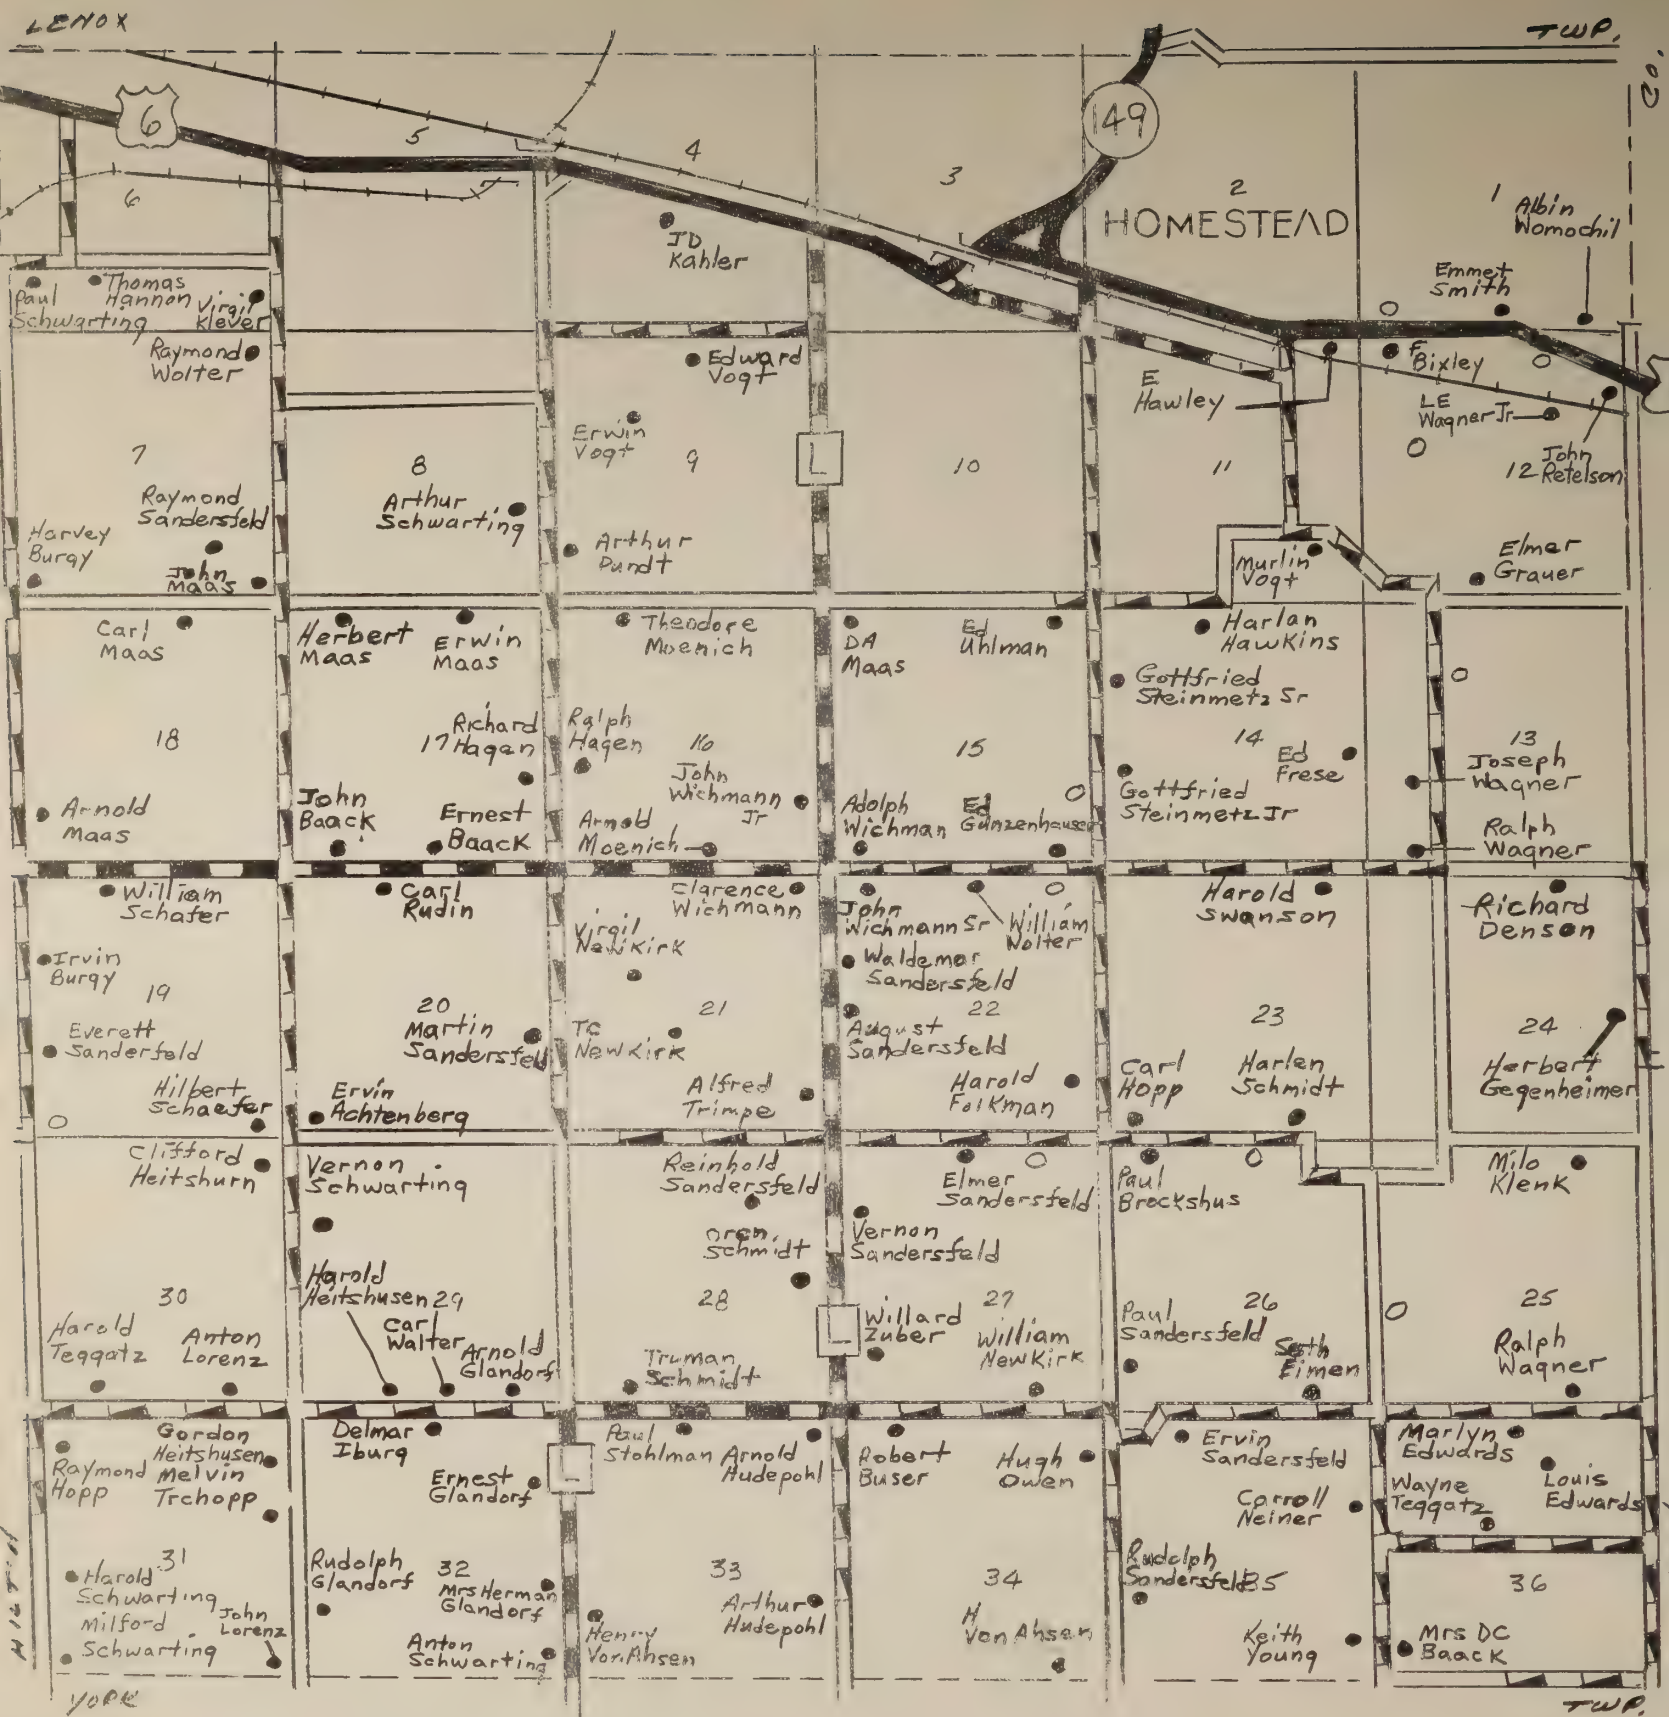 LENOX
TWP.
CO.
6
149
5
4
3
2
1
6
HOMESTEAD
Albin
Womochil
JD
Kahler
Emmet
Smith
Paul
Schwarting
Thomas
Hannon
Virgil
Klever
Raymond
Wolter
Edward
Vogt
F
Bixley
E
Hawley
LE
Wagner Jr
John
Retelson
Erwin
Vogt
L
7
8
9
10
11
12
Raymond
Sandersfeld
Arthur
Schwarting
Harvey
Burgy
John
Maas
Arthur
Pundt
Murlin
Vogt
Elmer
Grauer
Carl
Maas
Herbert
Maas
Erwin
Maas
Theodore
Moenich
DA
Maas
Ed
Uhlman
Harlan
Hawkins
Gottfried
Steinmetz Sr
Richard
Hagan
Ralph
Hagen
18
17
16
15
14
13
Ed
Frese
Joseph
Wagner
Arnold
Maas
John
Baack
Ernest
Baack
John
Wichmann
Jr
Arnold
Moenich
Adolph
Wichman
Ed
Gunzenhauser
Gottfried
Steinmetz Jr
Ralph
Wagner
William
Schafer
Carl
Rudin
Clarence
Wichmann
Virgil
NewKirk
John
Wichmann Sr
William
Wolter
Harold
Swanson
Richard
Denson
Irvin
Burgy
Waldemar
Sandersfeld
19
20
21
22
23
24
Everett
Sanderfeld
Martin
Sandersfeld
TC
NewKirk
August
Sandersfeld
Hilbert
Schaefer
Ervin
Achtenberg
Alfred
Trimpe
Harold
Folkman
Carl
Hopp
Harlen
Schmidt
Herbert
Gegenheimer
Clifford
Heitshurn
Vernon
Schwarting
Reinhold
Sandersfeld
Elmer
Sandersfeld
Paul
Brockshus
Milo
Klenk
Oren
Schmidt
Vernon
Sandersfeld
Harold
Heitshusen
30
29
28
27
26
25
Harold
Teggatz
Anton
Lorenz
Carl
Walter
Arnold
Glandorf
Truman
Schmidt
L
Willard
Zuber
William
NewKirk
Paul
Sandersfeld
Seth
Eimen
Ralph
Wagner
Gordon
Heitshusen
Raymond
Hopp
Melvin
Trchopp
Delmar
Iburg
Ernest
Glandorf
L
Paul
Stohlman
Arnold
Hudepohl
Robert
Buser
Hugh
Owen
Ervin
Sandersfeld
Marlyn
Edwards
Carroll
Neiner
Wayne
Teggatz
Louis
Edwards
31
32
33
34
35
36
Harold
Schwarting
Milford
Schwarting
John
Lorenz
Rudolph
Glandorf
Mrs Herman
Glandorf
Anton
Schwarting
Henry
Von Ahsen
Arthur
Hudepohl
H
Von Ahsen
Rudolph
Sandersfeld
Keith
Young
Mrs DC
Baack
YORK
TWP.